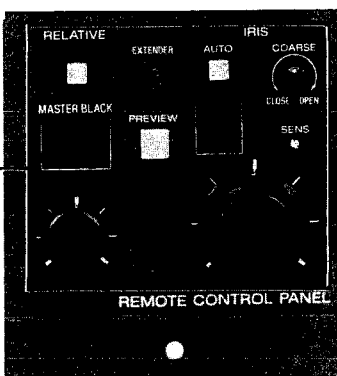 RELATIVE
IRIS
EXTENDER
AUTO
COARSE
CLOSE OPEN
MASTER BLACK
PREVIEW
SENS
REMOTE CONTROL PANEL